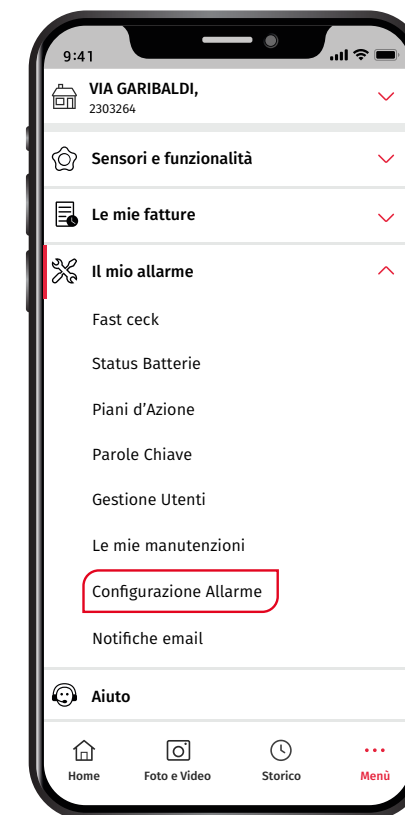 9:41
VIA GARIBALDI,
2303264
Sensori e funzionalità
Le mie fatture
Il mio allarme
Fast ceck
Status Batterie
Piani d’Azione
Parole Chiave
Gestione Utenti
Le mie manutenzioni
Configurazione Allarme
Notifiche email
Aiuto
Home Foto e Video Storico Menù